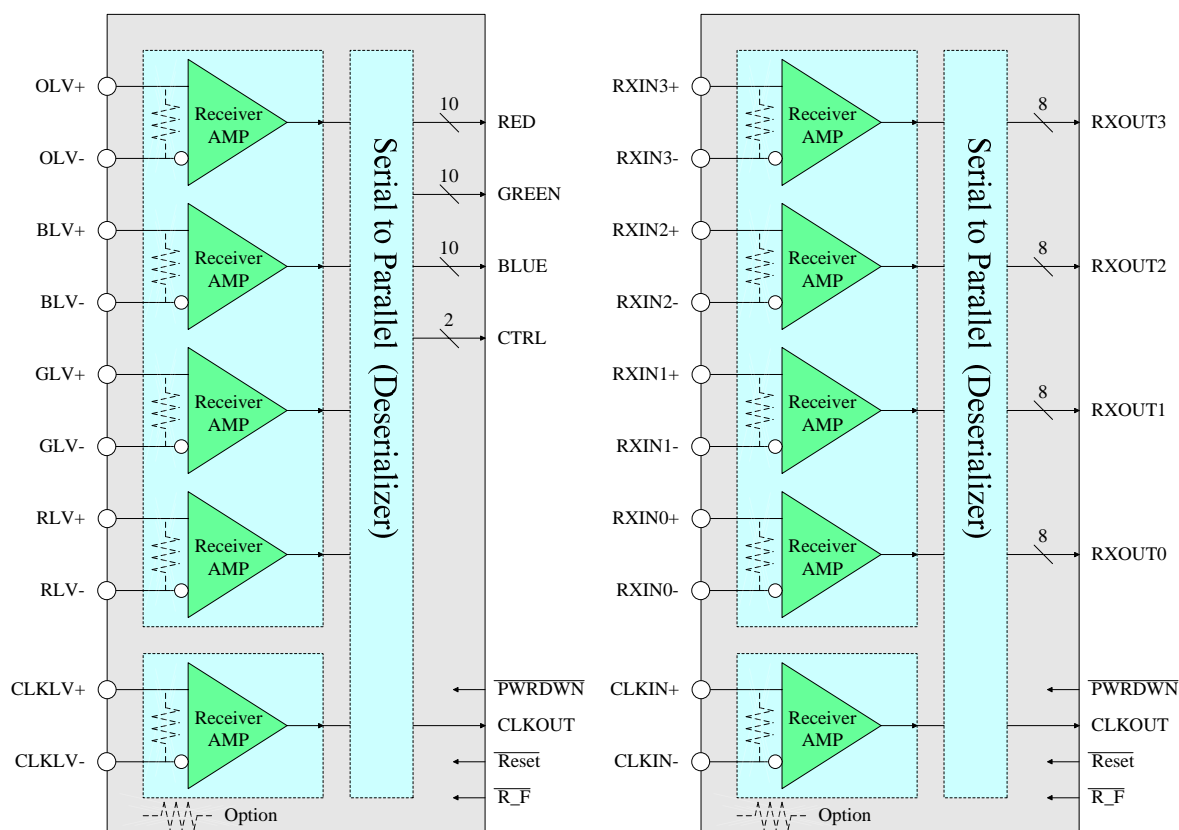 OLV+
OLV-
BLV+
BLV-
GLV+
GLV-
RLV+
RLV-
CLKLV+
CLKLV-
Receiver
AMP
Receiver
AMP
Receiver
AMP
Receiver
AMP
Receiver
AMP
Option
Serial to Parallel (Deserializer)
10
RED
10
GREEN
10
BLUE
2
CTRL
PWRDWN
CLKOUT
Reset
R_F
RXIN3+
RXIN3-
RXIN2+
RXIN2-
RXIN1+
RXIN1-
RXIN0+
RXIN0-
CLKIN+
CLKIN-
Receiver
AMP
Receiver
AMP
Receiver
AMP
Receiver
AMP
Receiver
AMP
Option
Serial to Parallel (Deserializer)
8
RXOUT3
8
RXOUT2
8
RXOUT1
8
RXOUT0
PWRDWN
CLKOUT
Reset
R_F